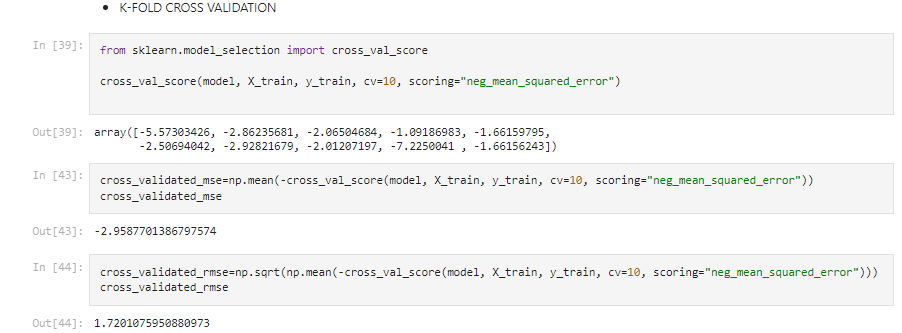 • K-FOLD CROSS VALIDATION
In [39]: from sklearn.model_selection import cross_val_score
cross_val_score(model, X_train, y_train, cv=10, scoring="neg_mean_squared_error")
Out[39]: array([-5.57303426, -2.86235681, -2.06504684, -1.09186983, -1.66159795,
-2.50694042, -2.92821679, -2.01207197, -7.2250041 , -1.66156243])
In [43]: cross_validated_mse=np.mean(-cross_val_score(model, X_train, y_train, cv=10, scoring="neg_mean_squared_error"))
cross_validated_mse
Out[43]: -2.9587701386797574
In [44]: cross_validated_rmse=np.sqrt(np.mean(-cross_val_score(model, X_train, y_train, cv=10, scoring="neg_mean_squared_error")))
cross_validated_rmse
Out[44]: 1.7201075950880973